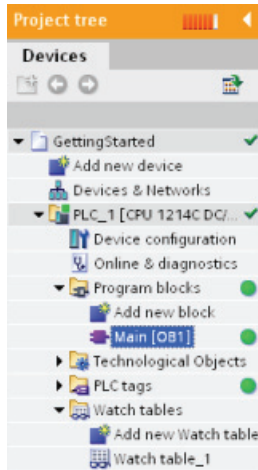 Project tree
Devices
GettingStarted
Add new device
Devices & Networks
PLC_1 [CPU 1214C DC/...
Device configuration
Online & diagnostics
Program blocks
Add new block
Main [OB1]
Technological Objects
PLC tags
Watch tables
Add new Watch table
Watch table_1